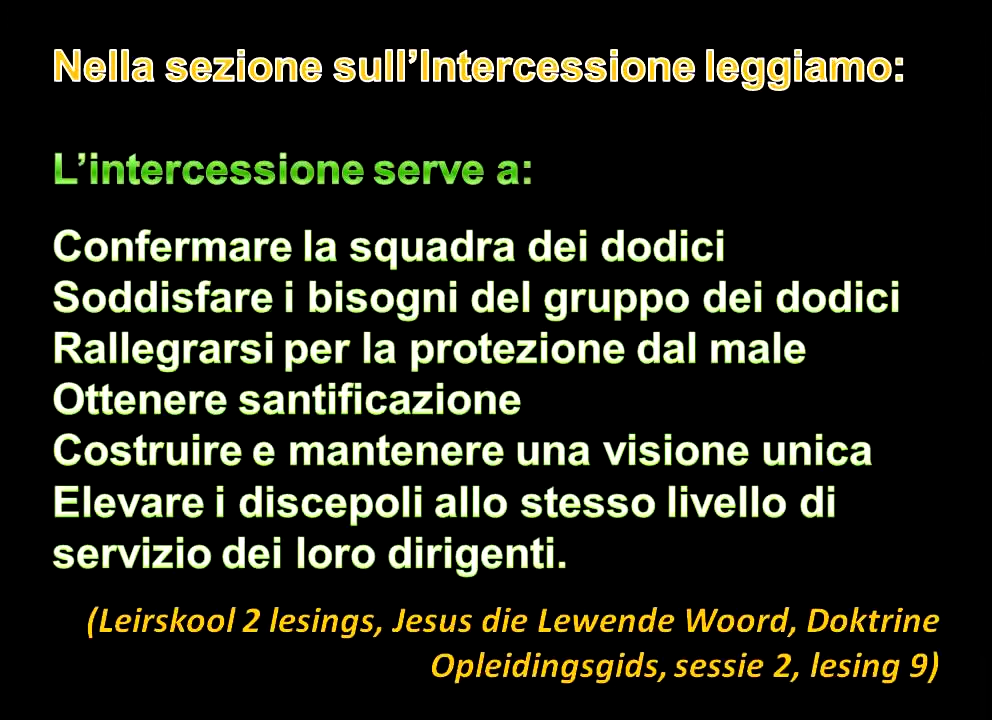 Nella sezione sull’Intercessione leggiamo:
L’intercessione serve a:
Confermare la squadra dei dodici
Soddisfare i bisogni del gruppo dei dodici
Rallegrarsi per la protezione dal male
Ottenere santificazione
Costruire e mantenere una visione unica
Elevare i discepoli allo stesso livello di
servizio dei loro dirigenti.
(Leirskool 2 lesings, Jesus die Lewende Woord, Doktrine
Opleidingsgids, sessie 2, lesing 9)